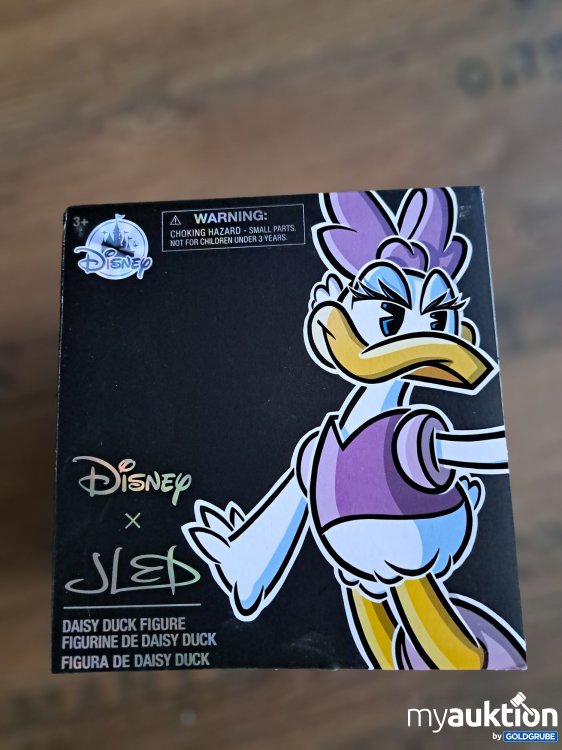 3+
Disney
⚠ WARNING:
CHOKING HAZARD - SMALL PARTS.
NOT FOR CHILDREN UNDER 3 YEARS.
Disney
×
JLED
DAISY DUCK FIGURE
FIGURINE DE DAISY DUCK
FIGURA DE DAISY DUCK
myauktion
by GOLDGRUBE